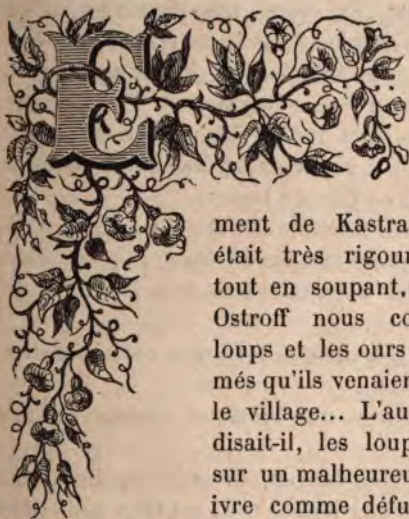 E
ment de Kastra
était très rigour
tout en soupant,
Ostroff nous co
loups et les ours
més qu'ils venaien
le village... L'au
disait-il, les loup
sur un malheureu
ivre comme défu